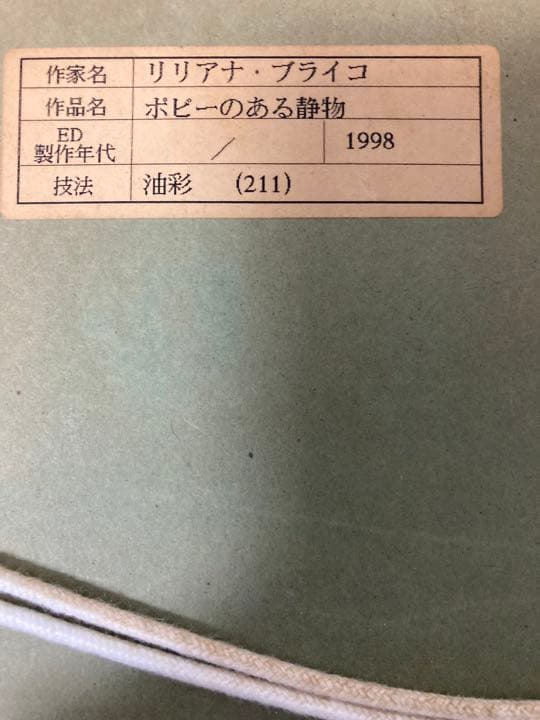 作家名 リリアナ・ブライコ
作品名 ポピーのある静物
ED
製作年代 / 1998
技法 油彩 (211)